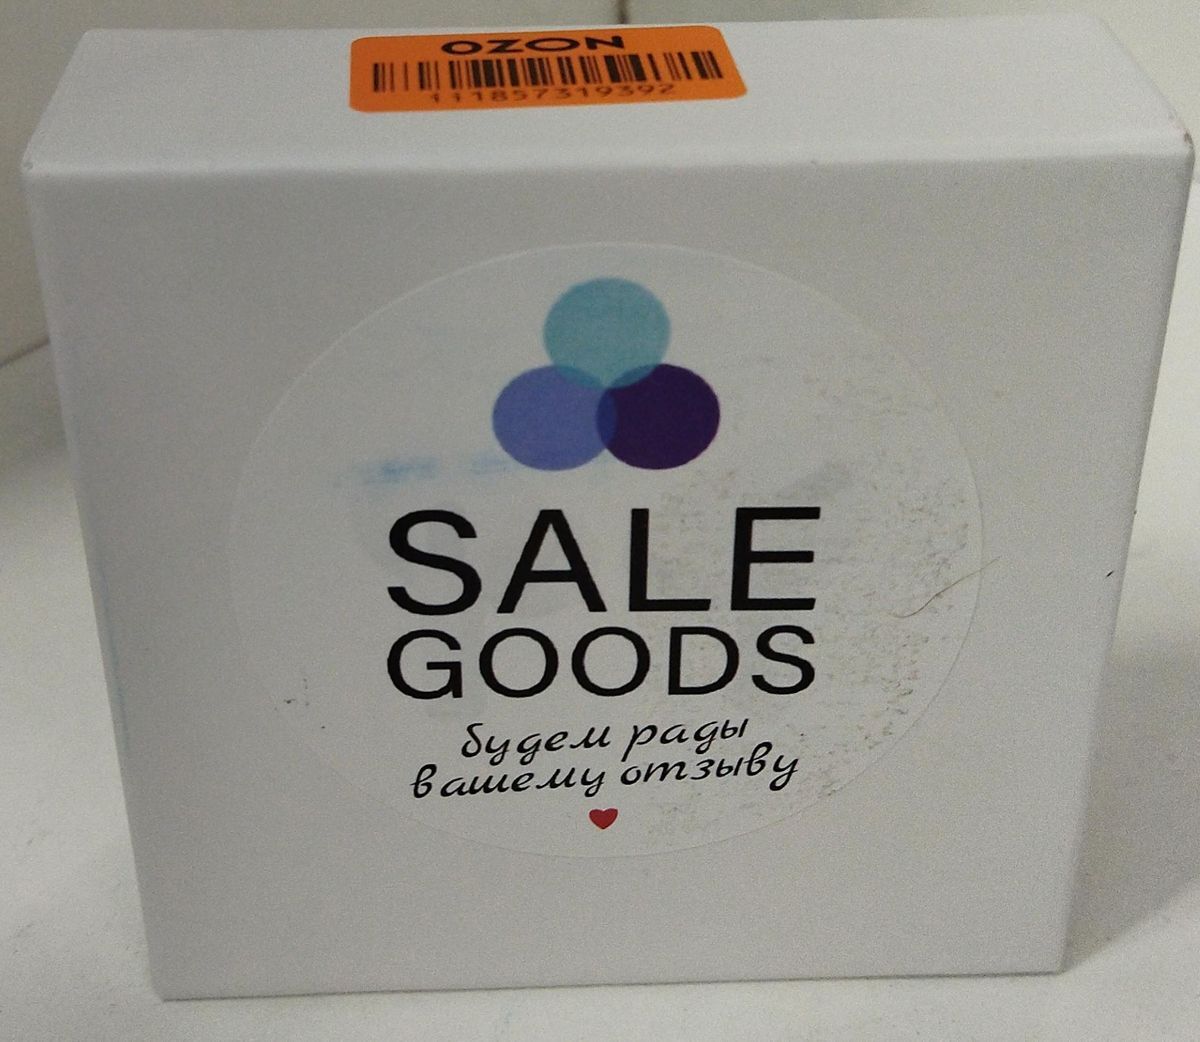 OZON
111857319392
SALE
GOODS
будем рады
вашему отзыву